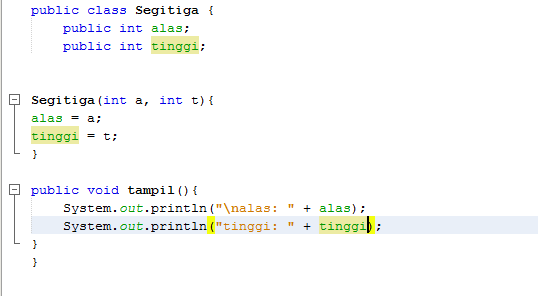 public class Segitiga {
public int alas;
public int tinggi;
Segitiga(int a, int t){
alas = a;
tinggi = t;
}
public void tampil(){
System.out.println("\nalas: " + alas);
System.out.println("tinggi: " + tinggi);
}
}